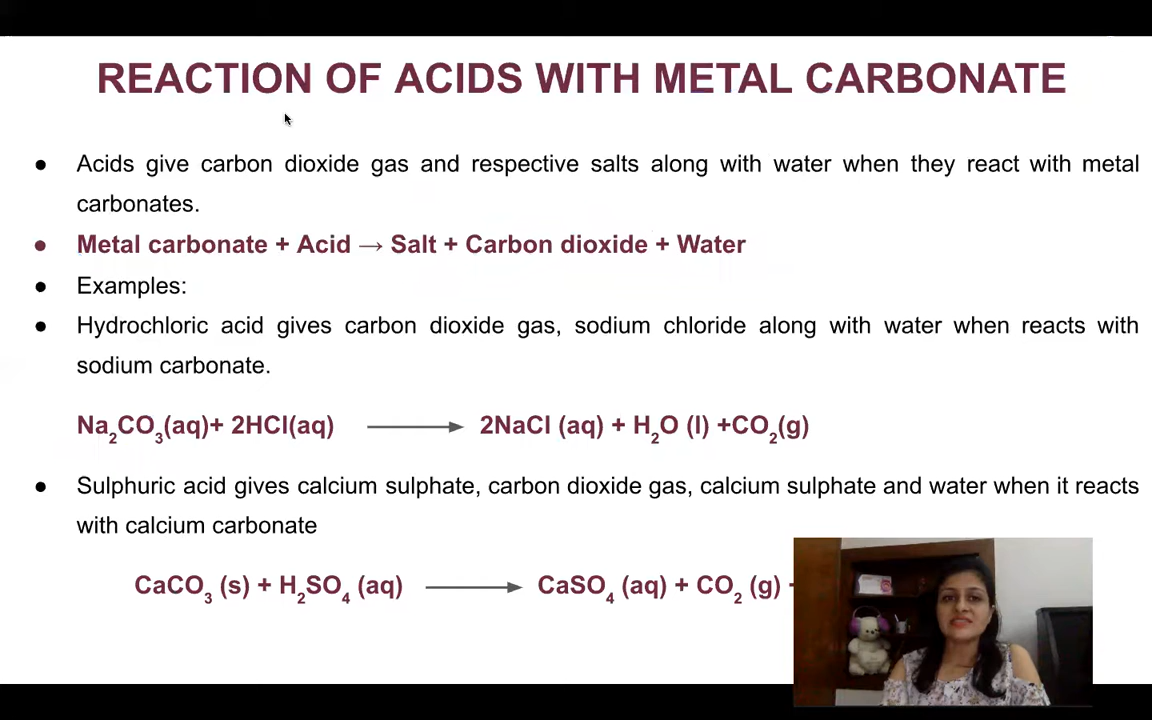 REACTION OF ACIDS WITH METAL CARBONATE
● Acids give carbon dioxide gas and respective salts along with water when they react with metal
carbonates.
● Metal carbonate + Acid → Salt + Carbon dioxide + Water
● Examples:
● Hydrochloric acid gives carbon dioxide gas, sodium chloride along with water when reacts with
sodium carbonate.
Na₂CO₃(aq)+ 2HCl(aq) ⟶ 2NaCl (aq) + H₂O (l) +CO₂(g)
● Sulphuric acid gives calcium sulphate, carbon dioxide gas, calcium sulphate and water when it reacts
with calcium carbonate
CaCO₃ (s) + H₂SO₄ (aq) ⟶ CaSO₄ (aq) + CO₂ (g) +